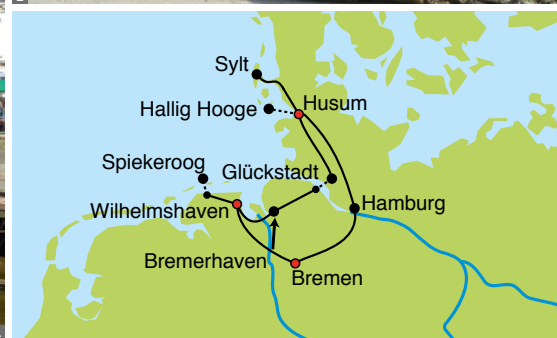 Sylt
Hallig Hooge
Husum
Spiekeroog
Glückstadt
Wilhelmshaven
Hamburg
Bremerhaven
Bremen